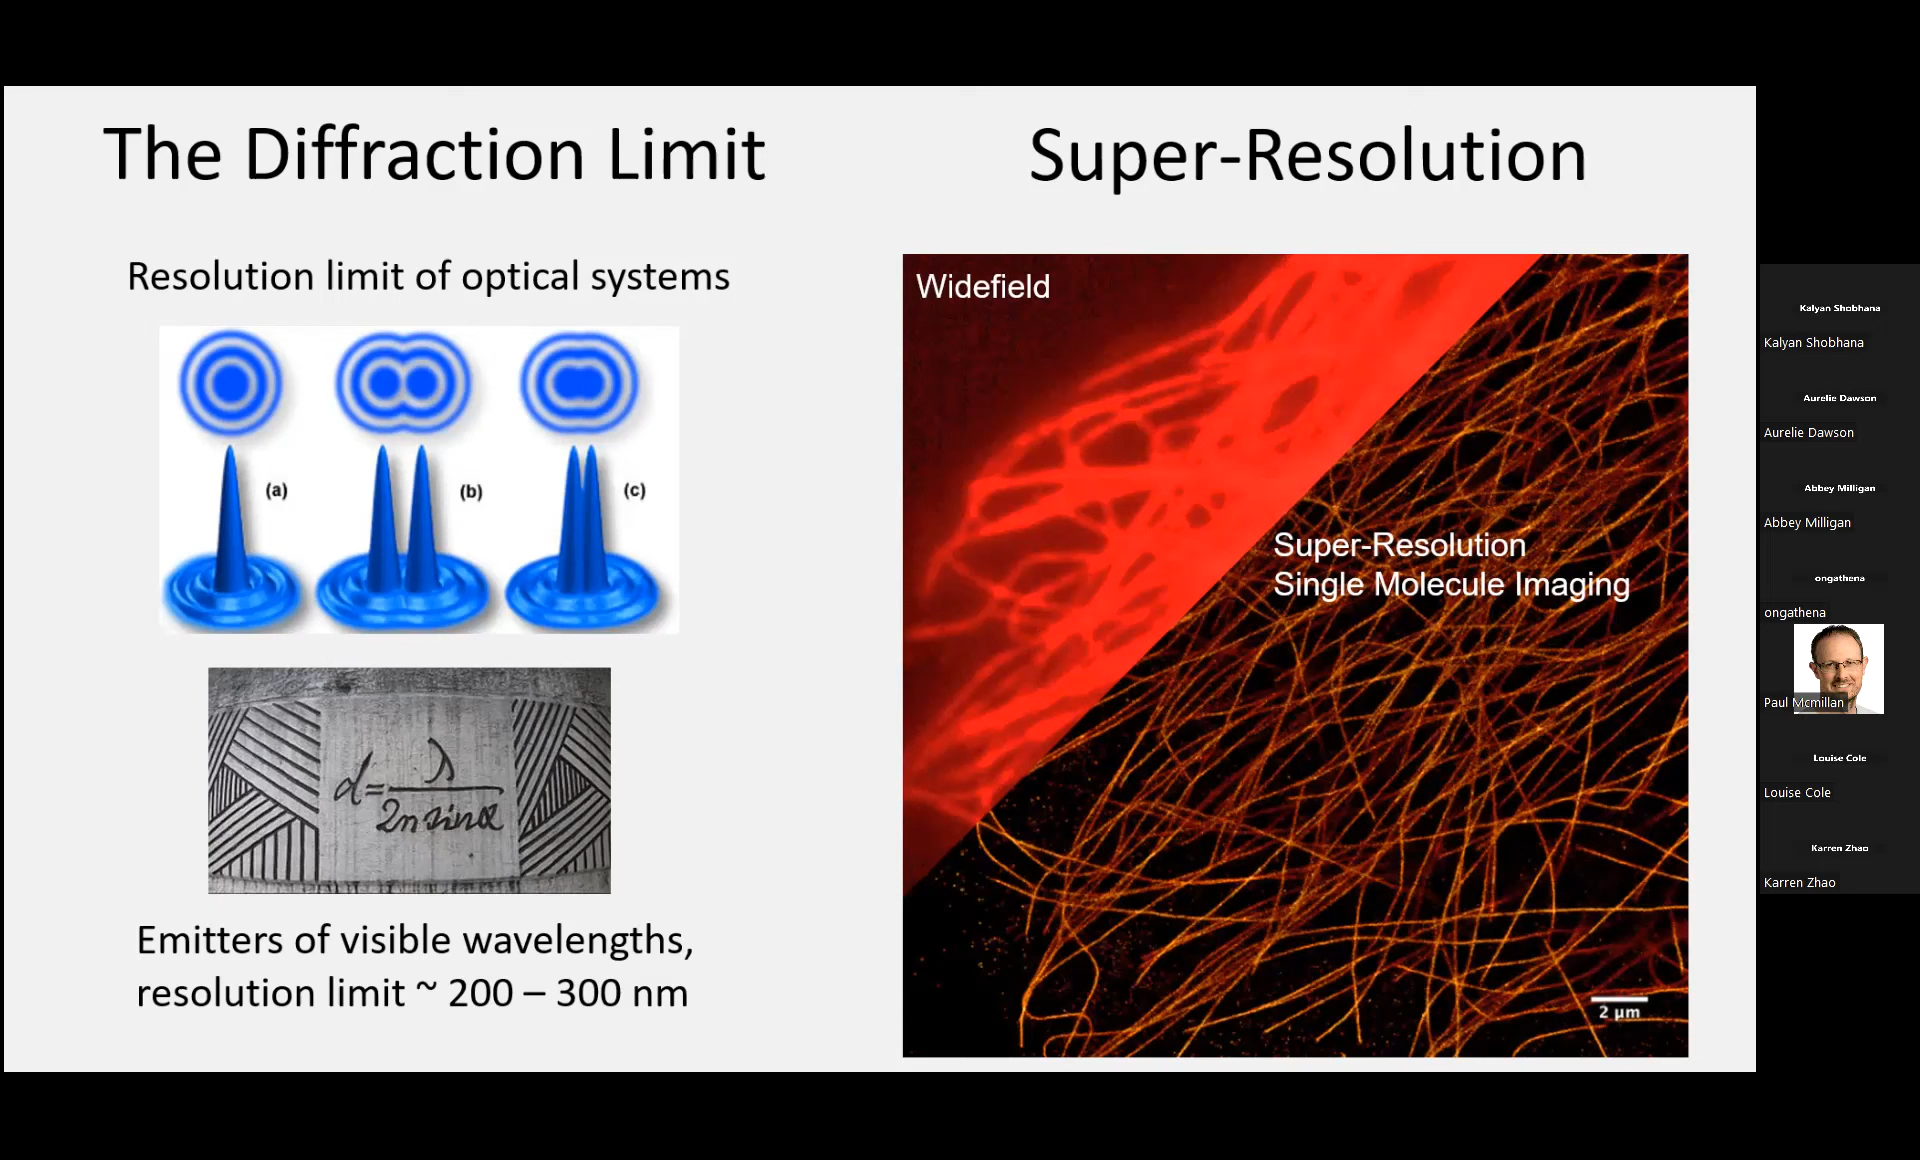 The Diffraction Limit
Resolution limit of optical systems
(a)
(b)
(c)
d=λ
2n sinα
Emitters of visible wavelengths,
resolution limit ~ 200 – 300 nm
Super-Resolution
Widefield
Super-Resolution
Single Molecule Imaging
2 µm
Kalyan Shobhana
Kalyan Shobhana
Aurelie Dawson
Aurelie Dawson
Abbey Milligan
Abbey Milligan
ongathena
ongathena
Paul Mcmillan
Louise Cole
Louise Cole
Karren Zhao
Karren Zhao